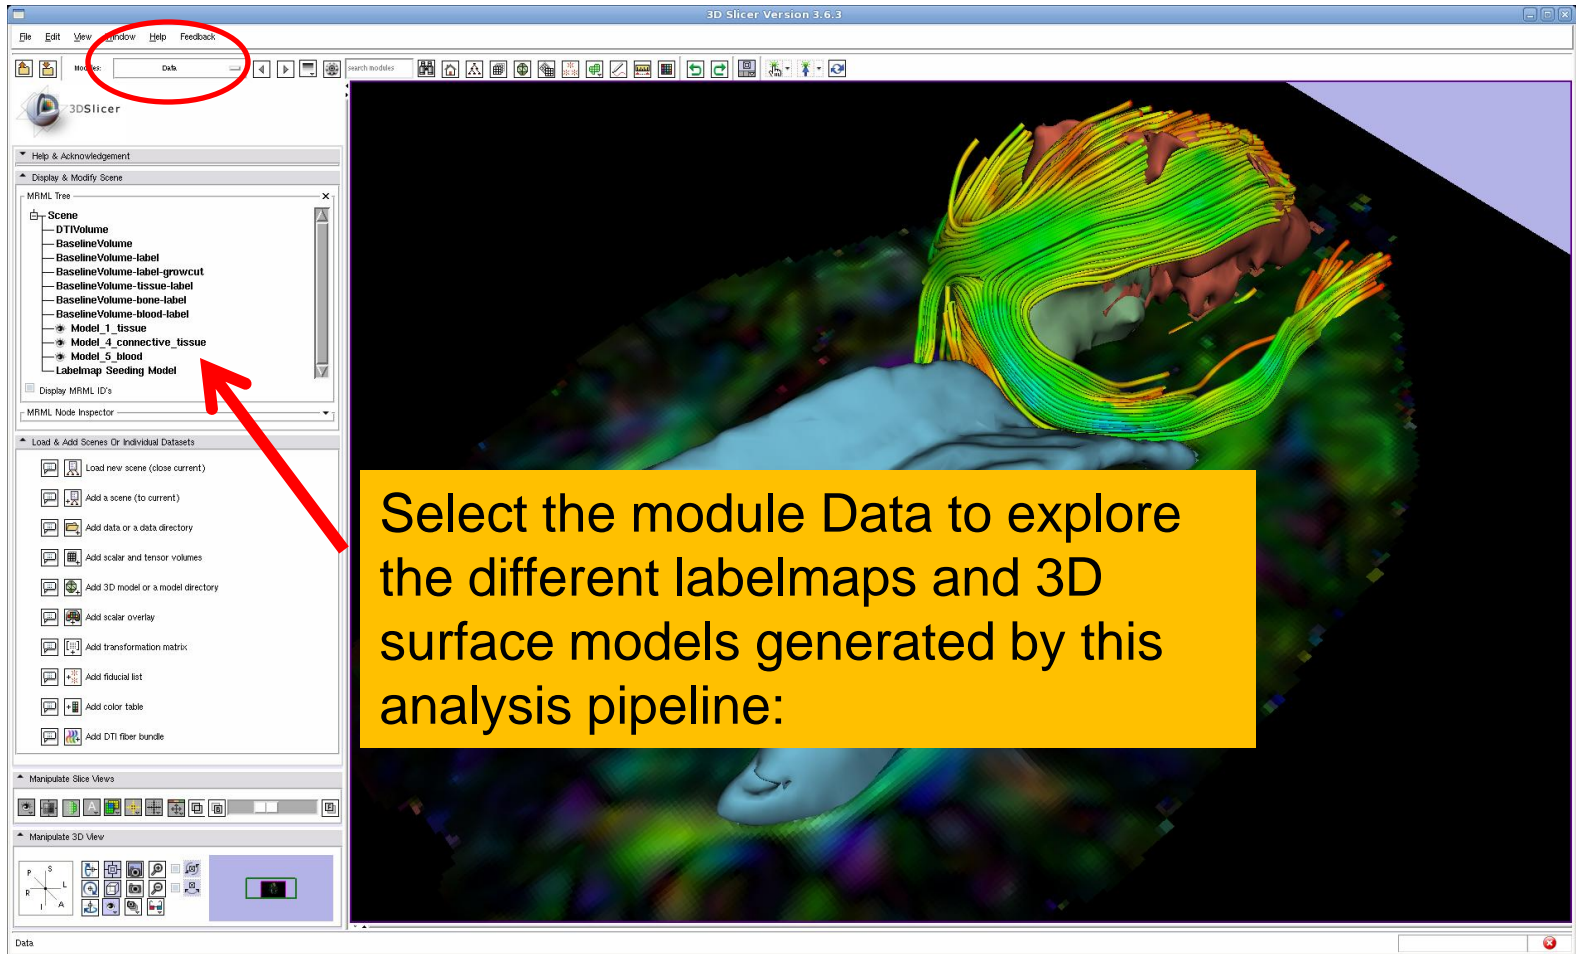 3D Slicer Version 3.6.3
File Edit View Window Help Feedback
Modules: Data search modules
3DSlicer
Help & Acknowledgement
Display & Modify Scene
MRML Tree
Scene
DTIVolume
BaselineVolume
BaselineVolume-label
BaselineVolume-label-growcut
BaselineVolume-tissue-label
BaselineVolume-bone-label
BaselineVolume-blood-label
Model_1_tissue
Model_4_connective_tissue
Model_5_blood
Labelmap Seeding Model
Display MRML ID's
MRML Node Inspector
Load & Add Scenes Or Individual Datasets
Load new scene (close current)
Add a scene (to current)
Add data or a data directory
Add scalar and tensor volumes
Add 3D model or a model directory
Add scalar overlay
Add transformation matrix
Add fiducial list
Add color table
Add DTI fiber bundle
Manipulate Slice Views
Manipulate 3D View
P S
R L
I A
Data
Select the module Data to explore
the different labelmaps and 3D
surface models generated by this
analysis pipeline: